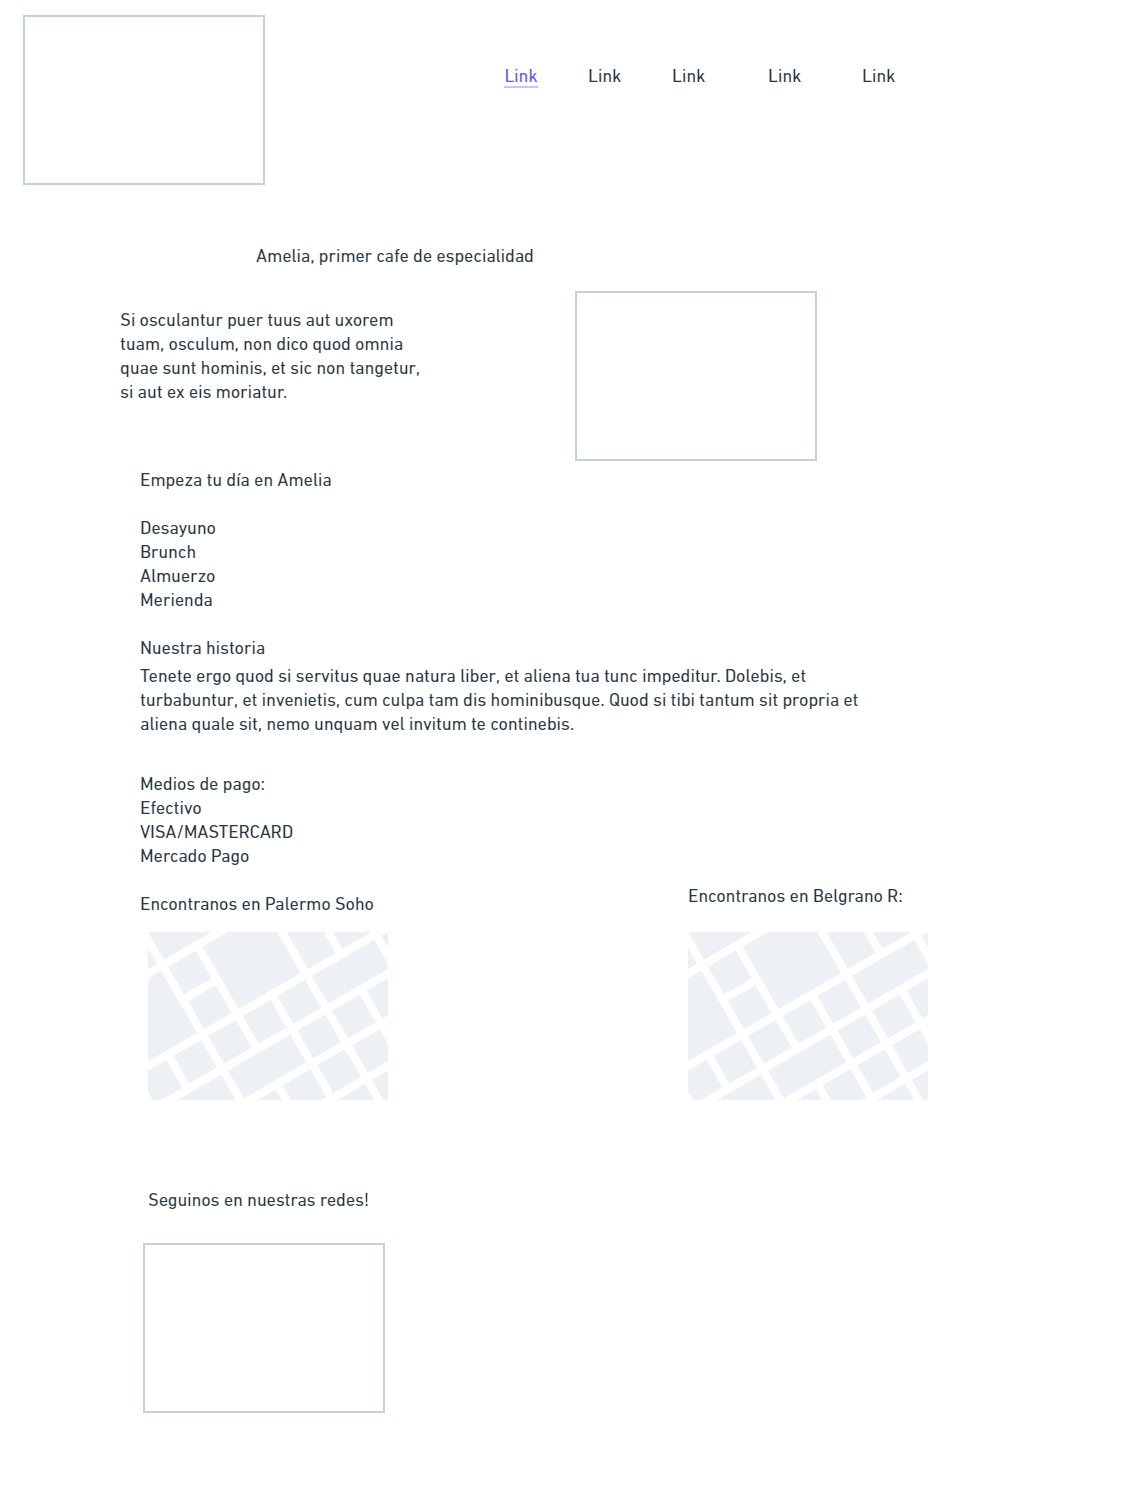 Link Link Link Link Link
Amelia, primer cafe de especialidad
Si osculantur puer tuus aut uxorem
tuam, osculum, non dico quod omnia
quae sunt hominis, et sic non tangetur,
si aut ex eis moriatur.
Empeza tu día en Amelia
Desayuno
Brunch
Almuerzo
Merienda
Nuestra historia
Tenete ergo quod si servitus quae natura liber, et aliena tua tunc impeditur. Dolebis, et
turbabuntur, et invenietis, cum culpa tam dis hominibusque. Quod si tibi tantum sit propria et
aliena quale sit, nemo unquam vel invitum te continebis.
Medios de pago:
Efectivo
VISA/MASTERCARD
Mercado Pago
Encontranos en Palermo Soho
Encontranos en Belgrano R:
Seguinos en nuestras redes!